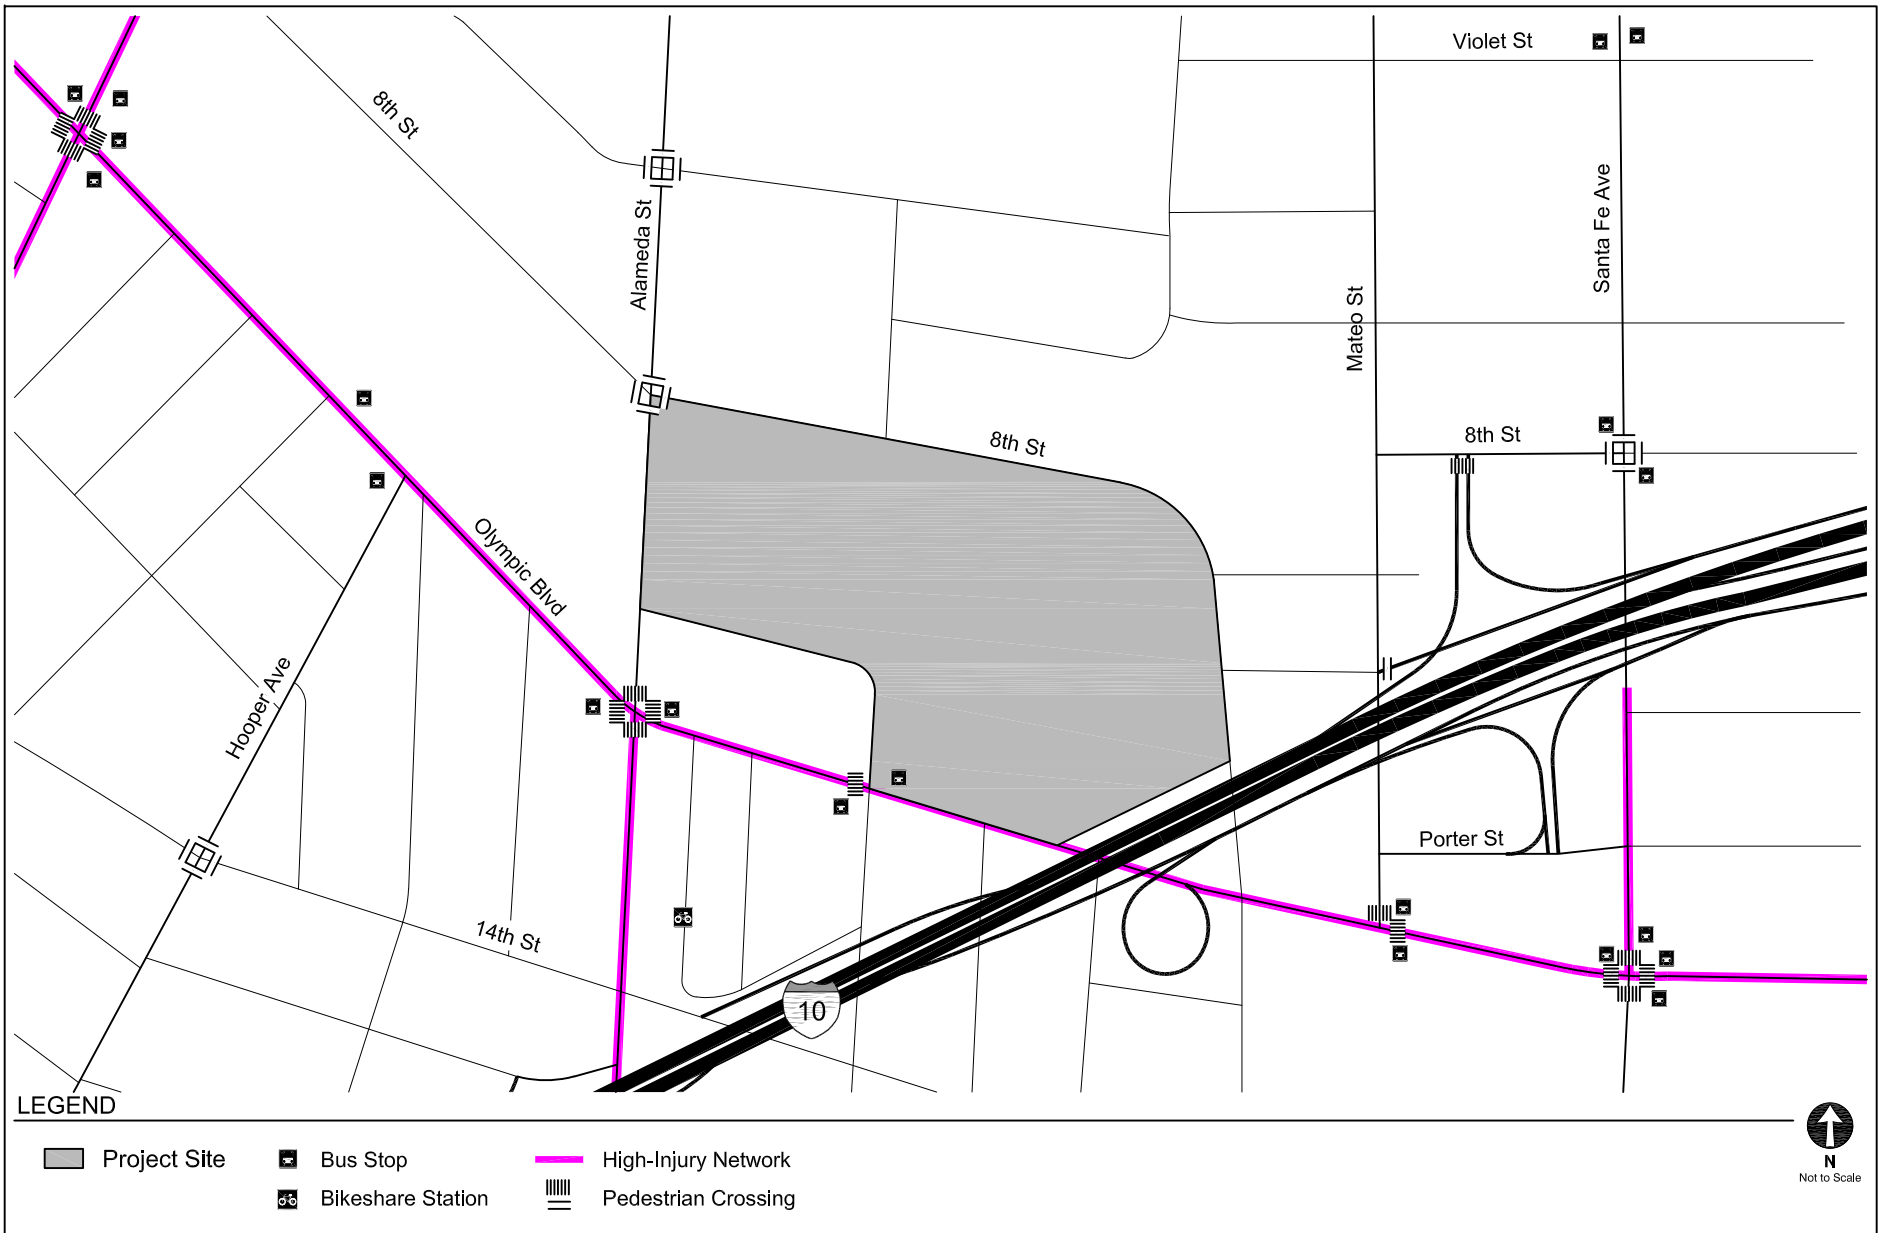 Violet St
8th St
Alameda St
Santa Fe Ave
Mateo St
8th St
8th St
Olympic Blvd
Hooper Ave
Porter St
14th St
10
LEGEND
Project Site
Bus Stop
High-Injury Network
Bikeshare Station
Pedestrian Crossing
N
Not to Scale